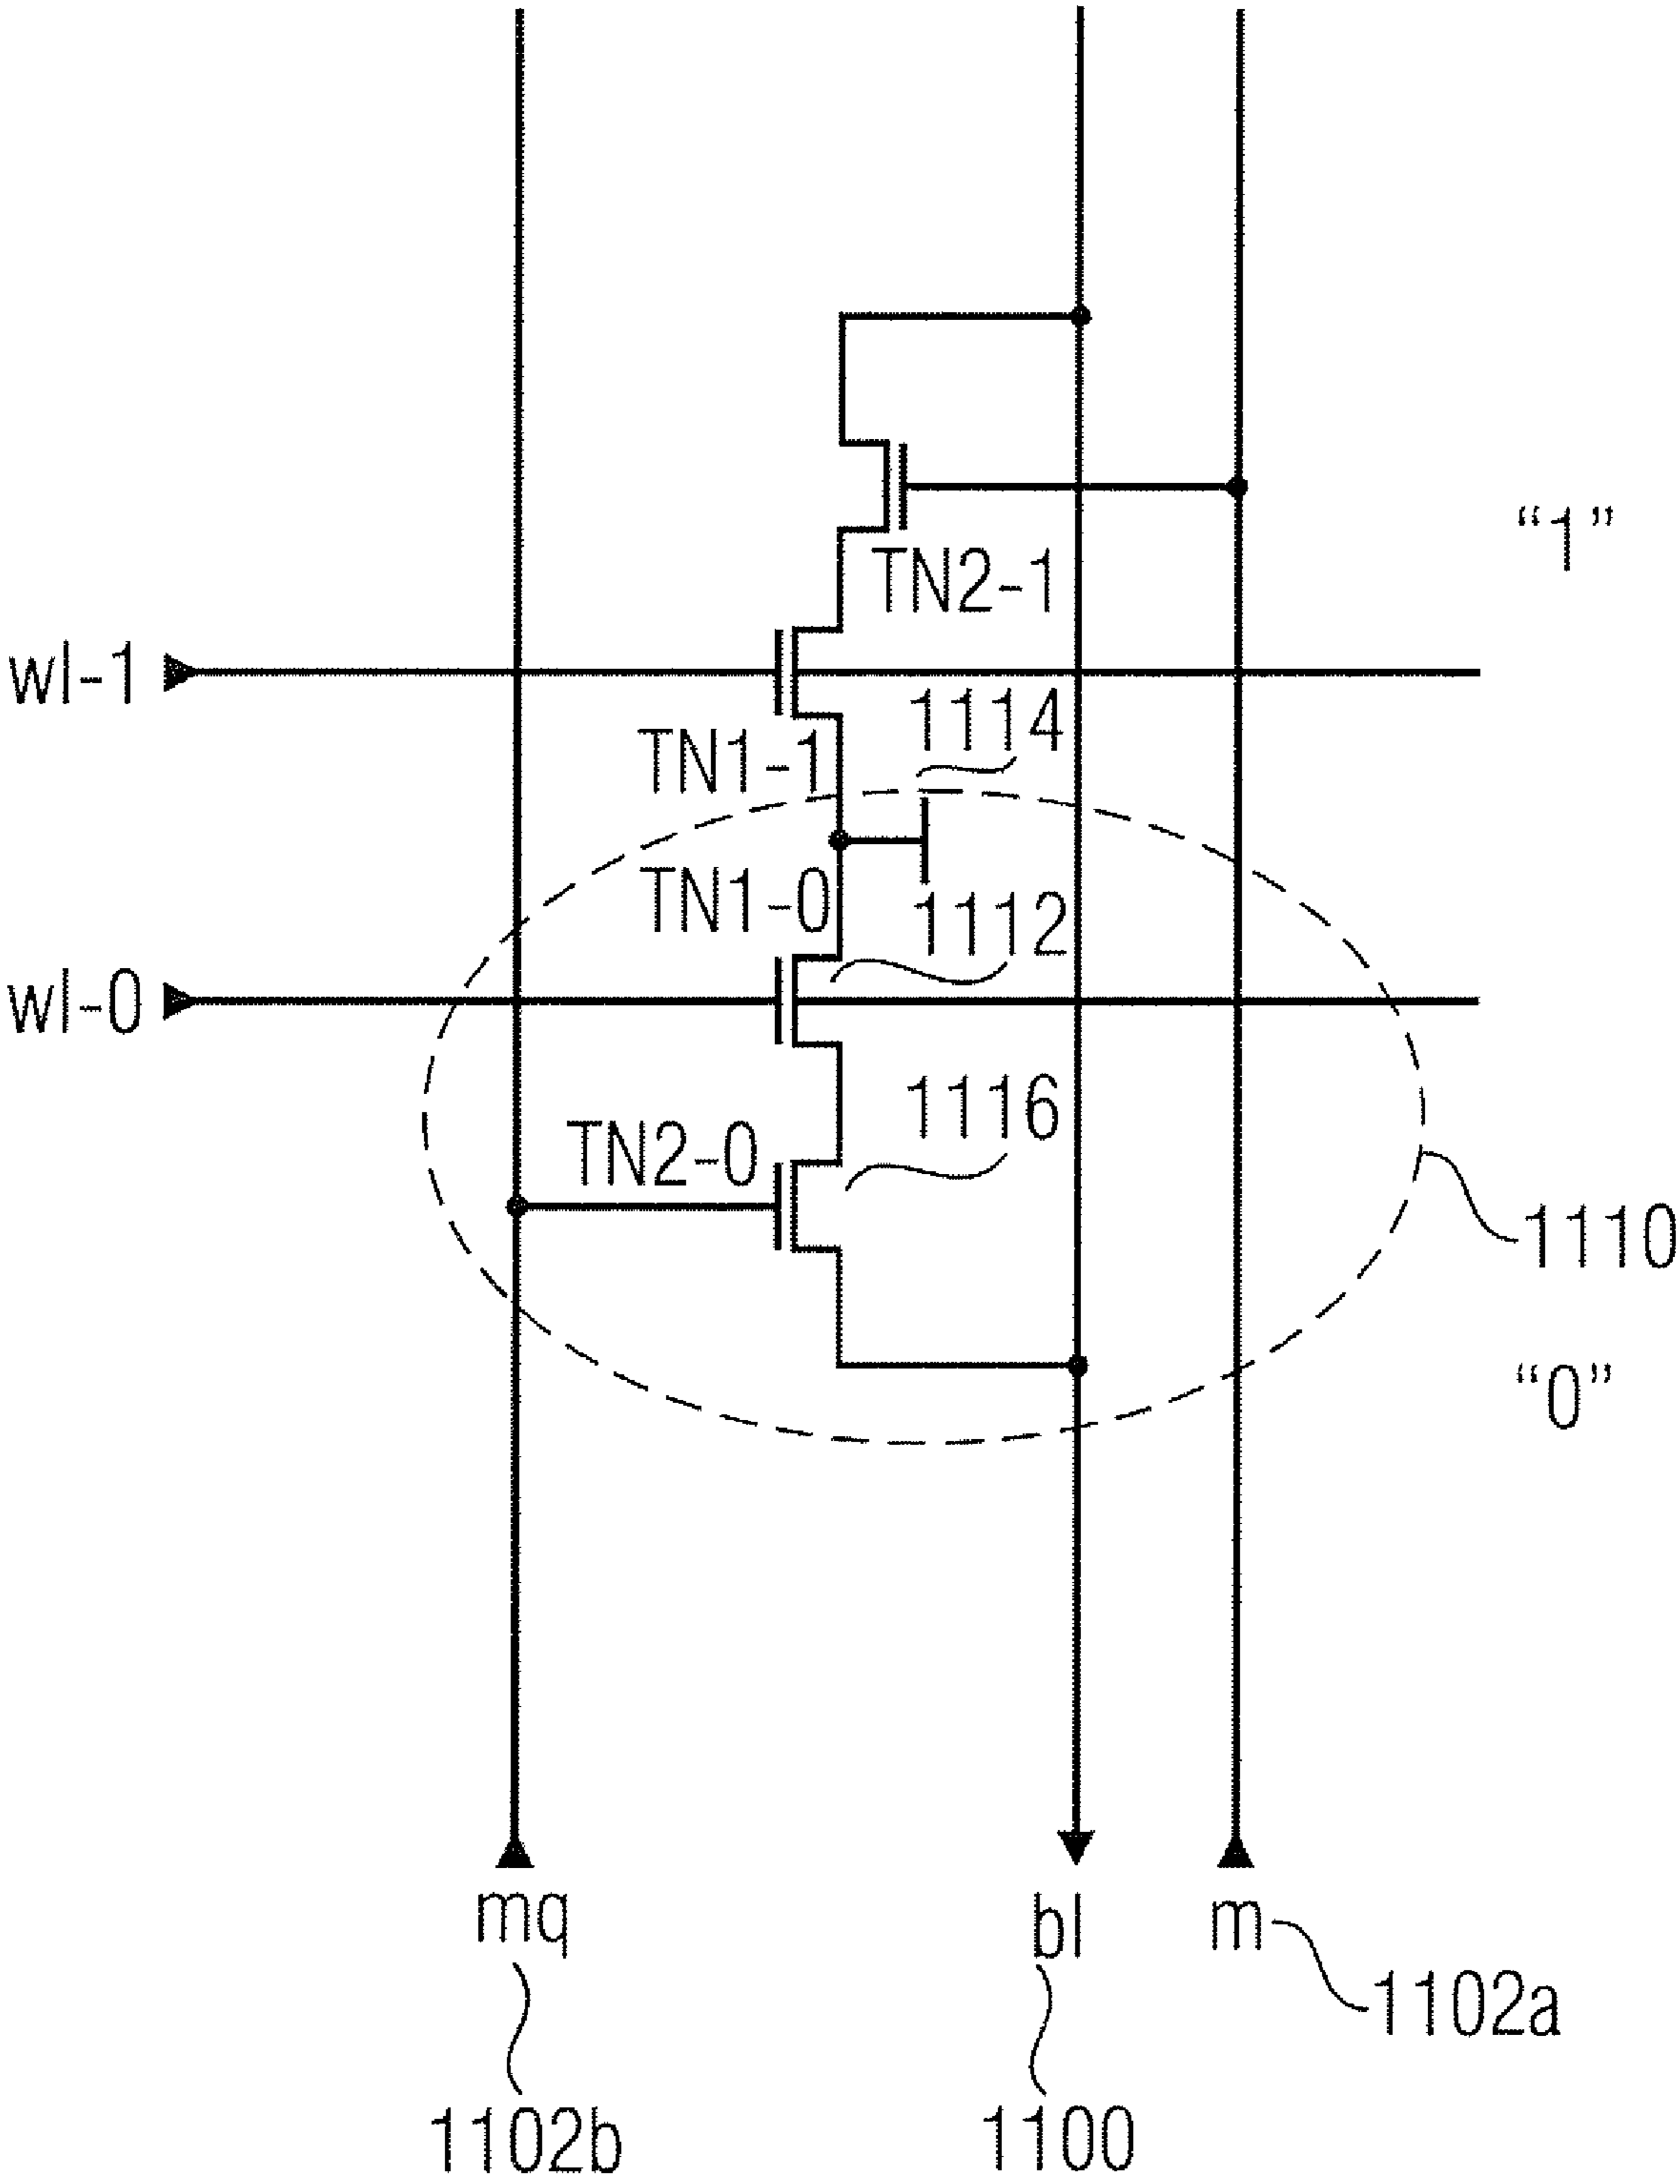 “1”
TN2-1
wl-1
1114
TN1-1
TN1-0
1112
wl-0
1116
TN2-0
1110
“0”
mq
bl
m
1102a
1102b
1100